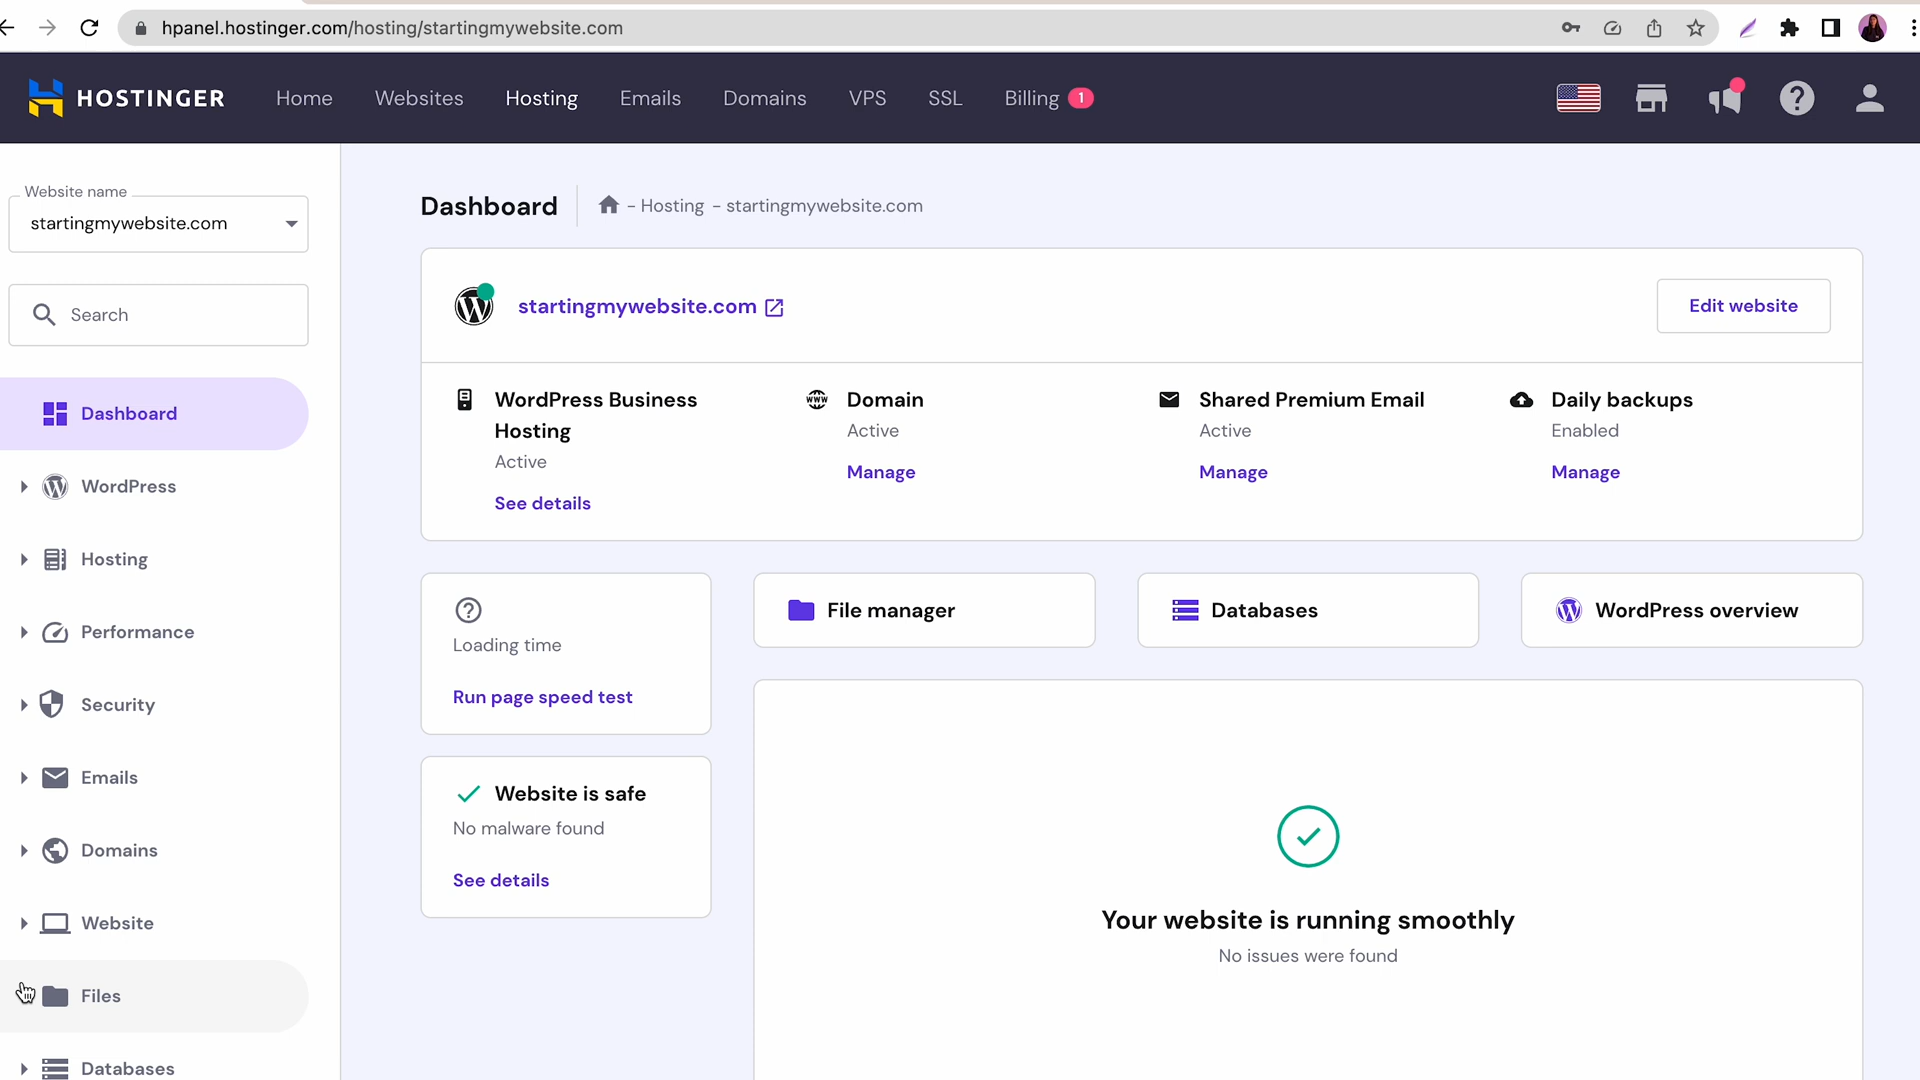 hpanel.hostinger.com/hosting/startingmywebsite.com
HOSTINGER
Home
Websites
Hosting
Emails
Domains
VPS
SSL
Billing 1
Website name
startingmywebsite.com
Search
Dashboard
WordPress
Hosting
Performance
Security
Emails
Domains
Website
Files
Databases
Dashboard
- Hosting - startingmywebsite.com
startingmywebsite.com
Edit website
WordPress Business
Hosting
Active
See details
Domain
Active
Manage
Shared Premium Email
Active
Manage
Daily backups
Enabled
Manage
Loading time
Run page speed test
Website is safe
No malware found
See details
File manager
Databases
WordPress overview
Your website is running smoothly
No issues were found